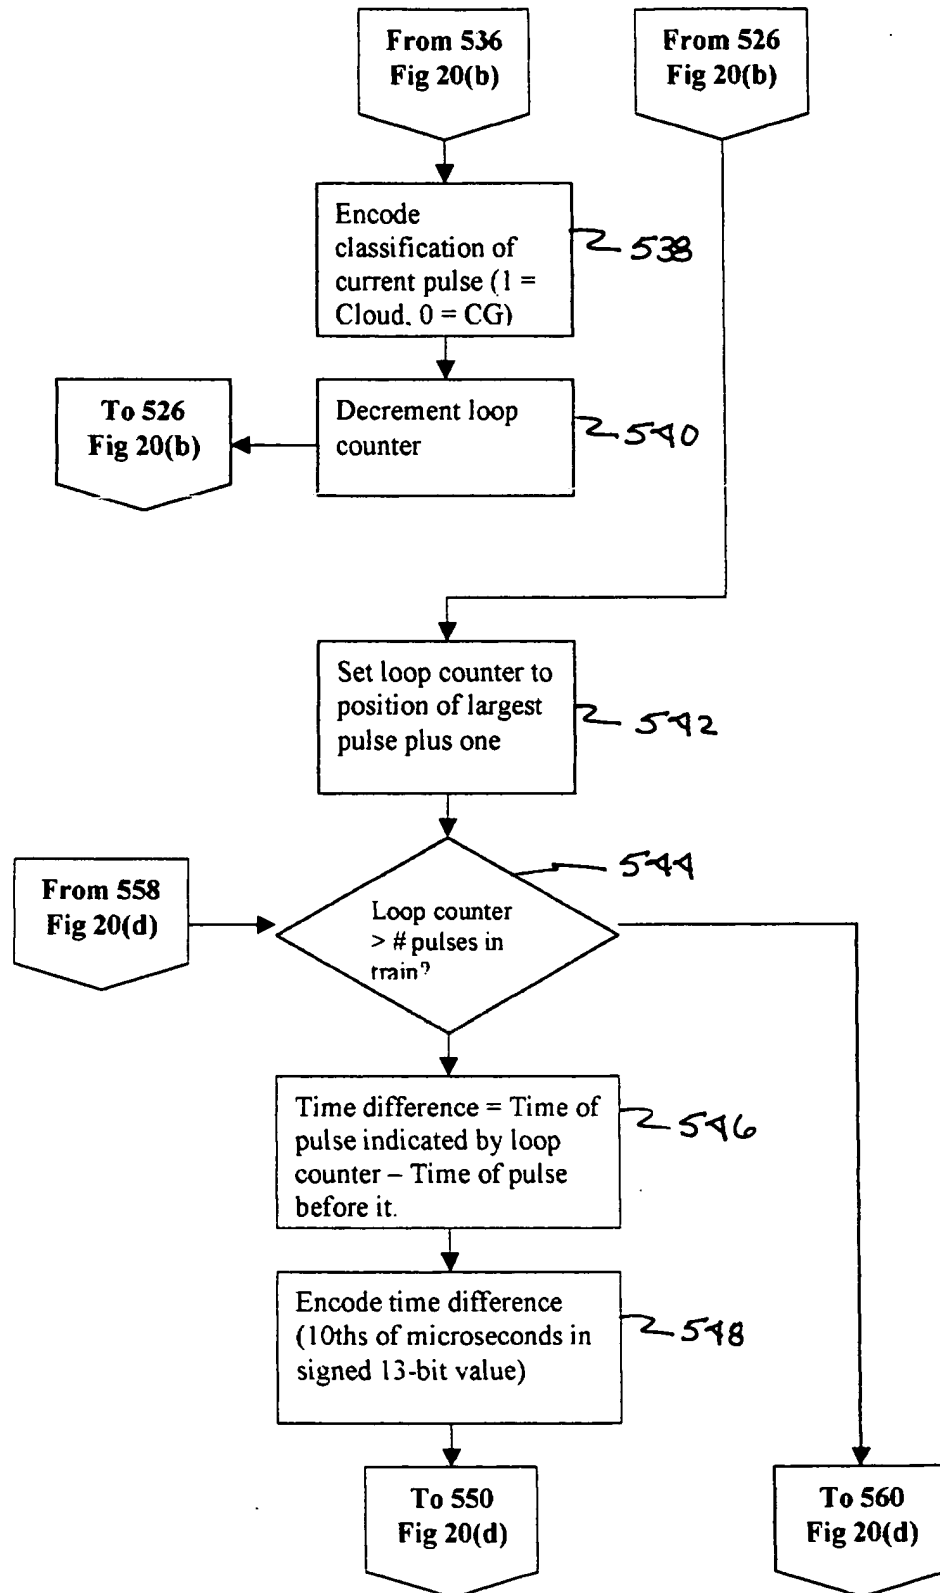 From 536
Fig 20(b)
From 526
Fig 20(b)
Encode
classification of
current pulse (1 =
Cloud, 0 = CG)
538
To 526
Fig 20(b)
Decrement loop
counter
540
Set loop counter to
position of largest
pulse plus one
542
544
From 558
Fig 20(d)
Loop counter
> # pulses in
train?
Time difference = Time of
pulse indicated by loop
counter – Time of pulse
before it.
546
Encode time difference
(10ths of microseconds in
signed 13-bit value)
548
To 550
Fig 20(d)
To 560
Fig 20(d)